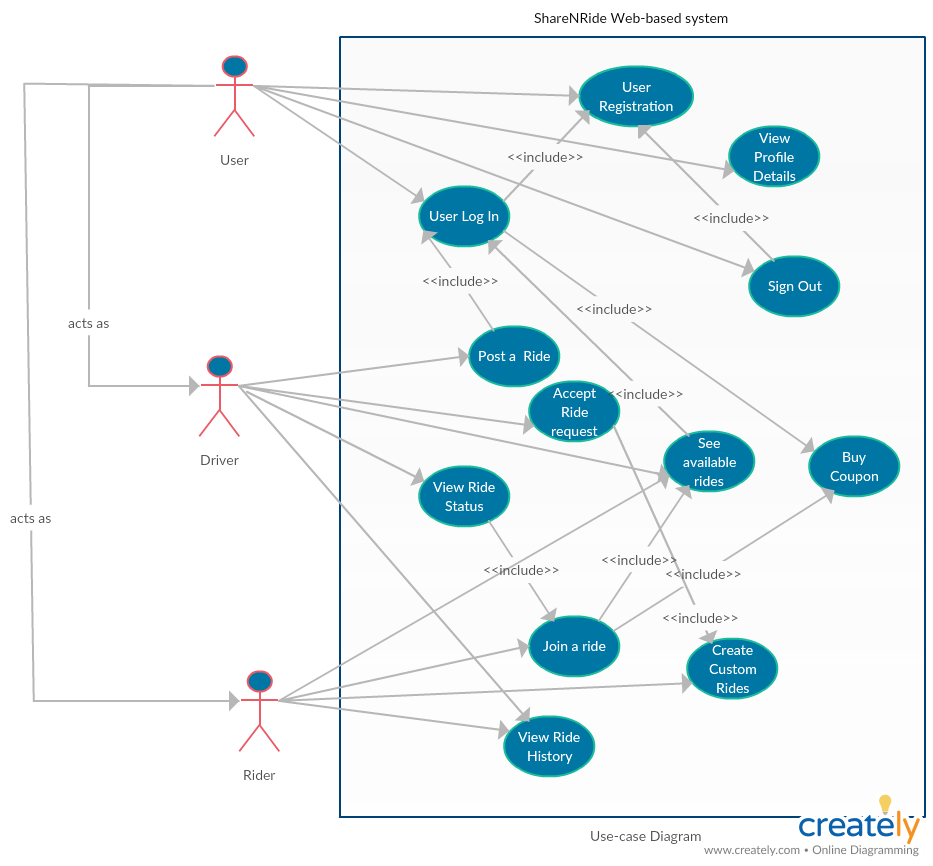 ShareNRide Web-based system
User
Registration
View
Profile
Details
<<include>>
User
User Log In
<<include>>
Sign Out
<<include>>
<<include>>
acts as
Post a  Ride
Accept
Ride
request
<<include>>
Driver
See
available
rides
Buy
Coupon
View Ride
Status
acts as
<<include>>
<<include>>
<<include>>
<<include>>
Join a ride
Create
Custom
Rides
View Ride
History
Rider
Use-case Diagram
creately
www.creately.com • Online Diagramming